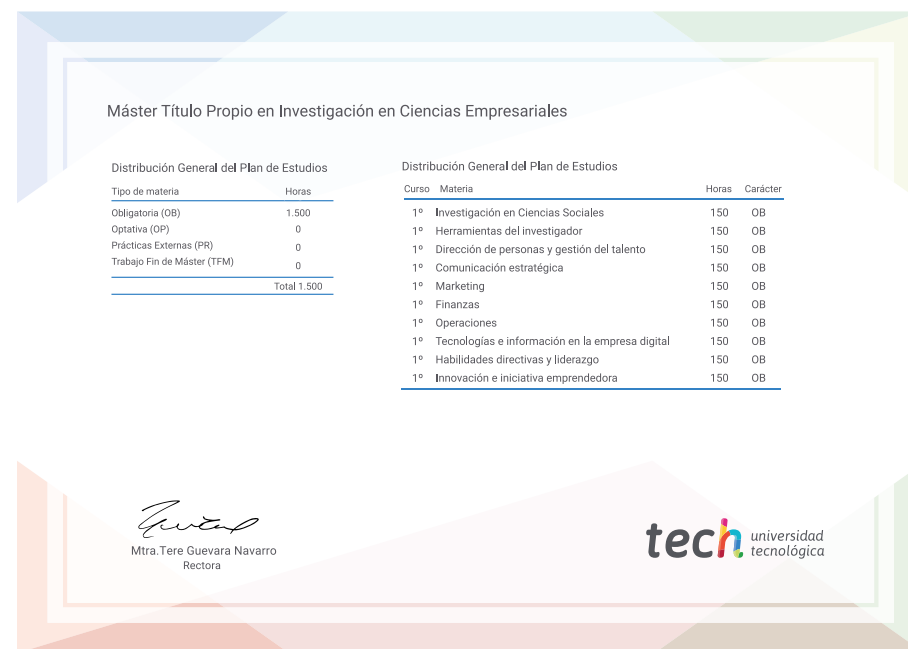 Máster Título Propio en Investigación en Ciencias Empresariales
Distribución General del Plan de Estudios
Tipo de materia Horas
Obligatoria (OB) 1.500
Optativa (OP) 0
Prácticas Externas (PR) 0
Trabajo Fin de Máster (TFM) 0
Total 1.500
Distribución General del Plan de Estudios
Curso Materia Horas Carácter
1º Investigación en Ciencias Sociales 150 OB
1º Herramientas del investigador 150 OB
1º Dirección de personas y gestión del talento 150 OB
1º Comunicación estratégica 150 OB
1º Marketing 150 OB
1º Finanzas 150 OB
1º Operaciones 150 OB
1º Tecnologías e información en la empresa digital 150 OB
1º Habilidades directivas y liderazgo 150 OB
1º Innovación e iniciativa emprendedora 150 OB
Mtra.Tere Guevara Navarro
Rectora
tech universidad
tecnológica